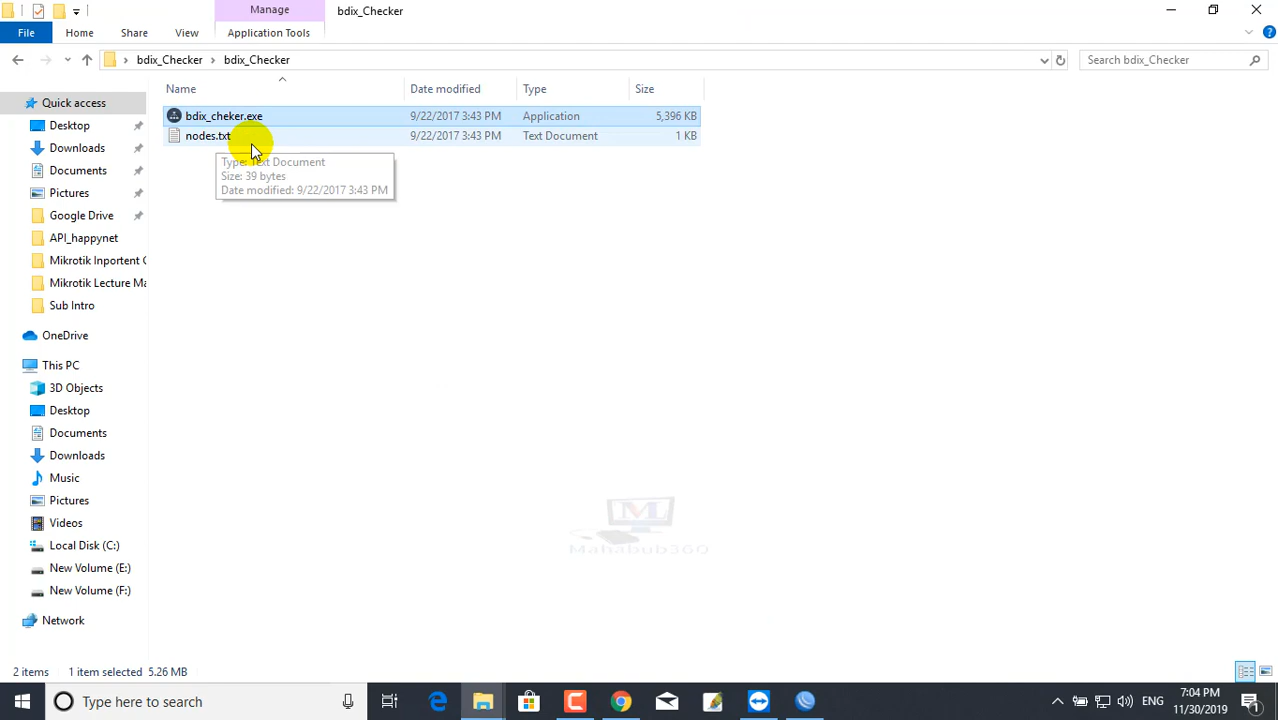 Manage
bdix_Checker
File
Home
Share
View
Application Tools
bdix_Checker
bdix_Checker
Search bdix_Checker
Name
Date modified
Type
Size
Quick access
Desktop
Downloads
Documents
Pictures
Google Drive
API_happynet
Mikrotik Inportent C
Mikrotik Lecture Ma
Sub Intro
OneDrive
This PC
3D Objects
Desktop
Documents
Downloads
Music
Pictures
Videos
Local Disk (C:)
New Volume (E:)
New Volume (F:)
Network
bdix_cheker.exe 9/22/2017 3:43 PM Application 5,396 KB
nodes.txt 9/22/2017 3:43 PM Text Document 1 KB
Type: Text Document
Size: 39 bytes
Date modified: 9/22/2017 3:43 PM
Mahabub360
2 items 1 item selected 5.26 MB
Type here to search
ENG
7:04 PM
11/30/2019
1